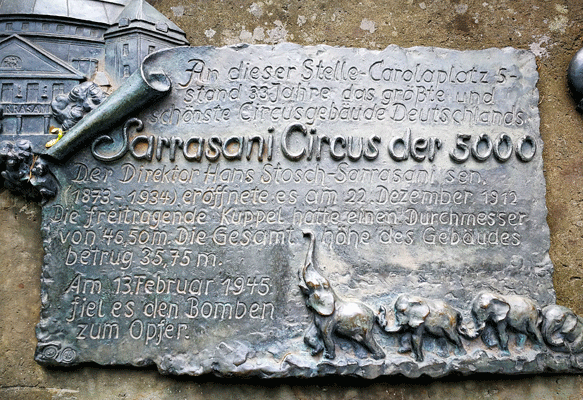 An dieser Stelle-Carolaplatz 5-
stand 33 Jahre das größte und
schönste Circusgebäude Deutschlands
Sarrasani Circus der 5000
Der Direktor Hans Stosch-Sarrasani sen.
(1873-1934) eröffnete es am 22. Dezember 1912
Die freitragende Kuppel hatte einen Durchmesser
von 46,50m. Die Gesamthöhe des Gebäudes
betrug 35,75 m.
Am 13 Februar 1945
fiel es den Bomben
zum Opfer.